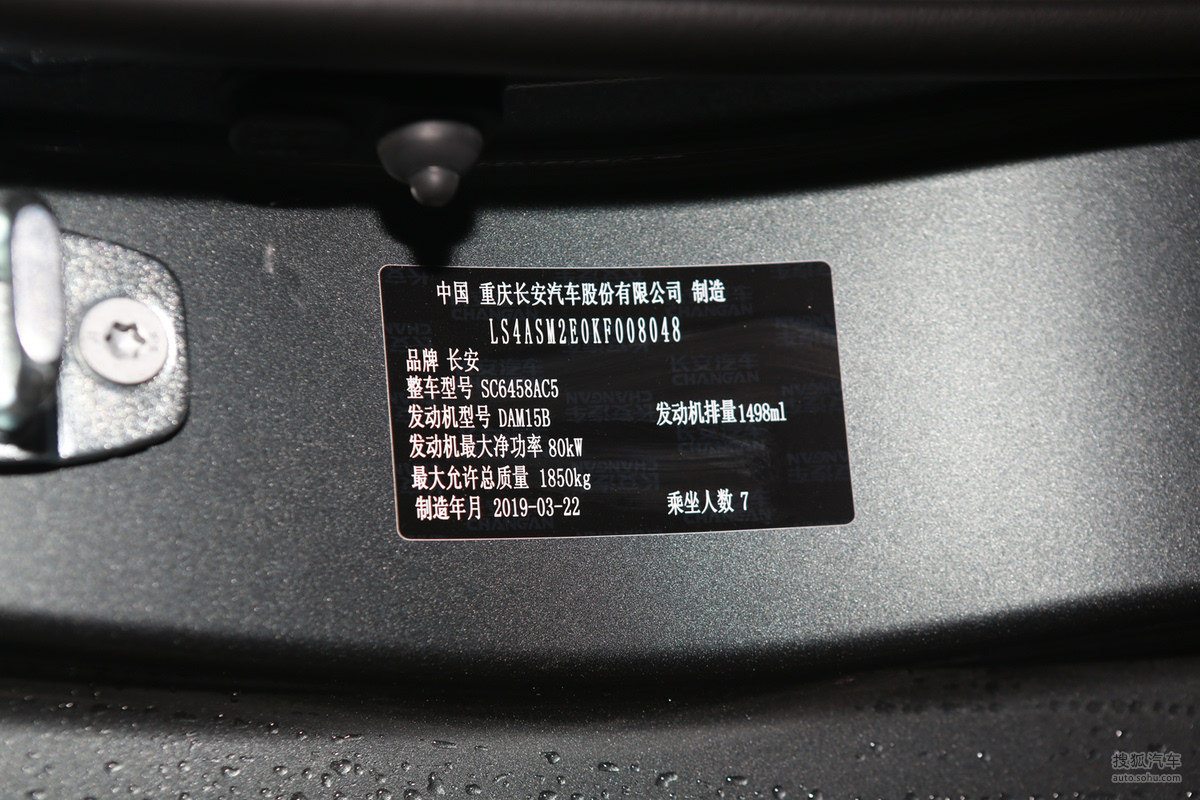 中国 重庆长安汽车股份有限公司 制造
LS4ASM2E0KF008048
品牌 长安
整车型号 SC6458AC5
发动机型号 DAM15B 发动机排量1498ml
发动机最大净功率 80kW
最大允许总质量 1850kg
制造年月 2019-03-22 乘坐人数 7
搜狐汽车
auto.sohu.com